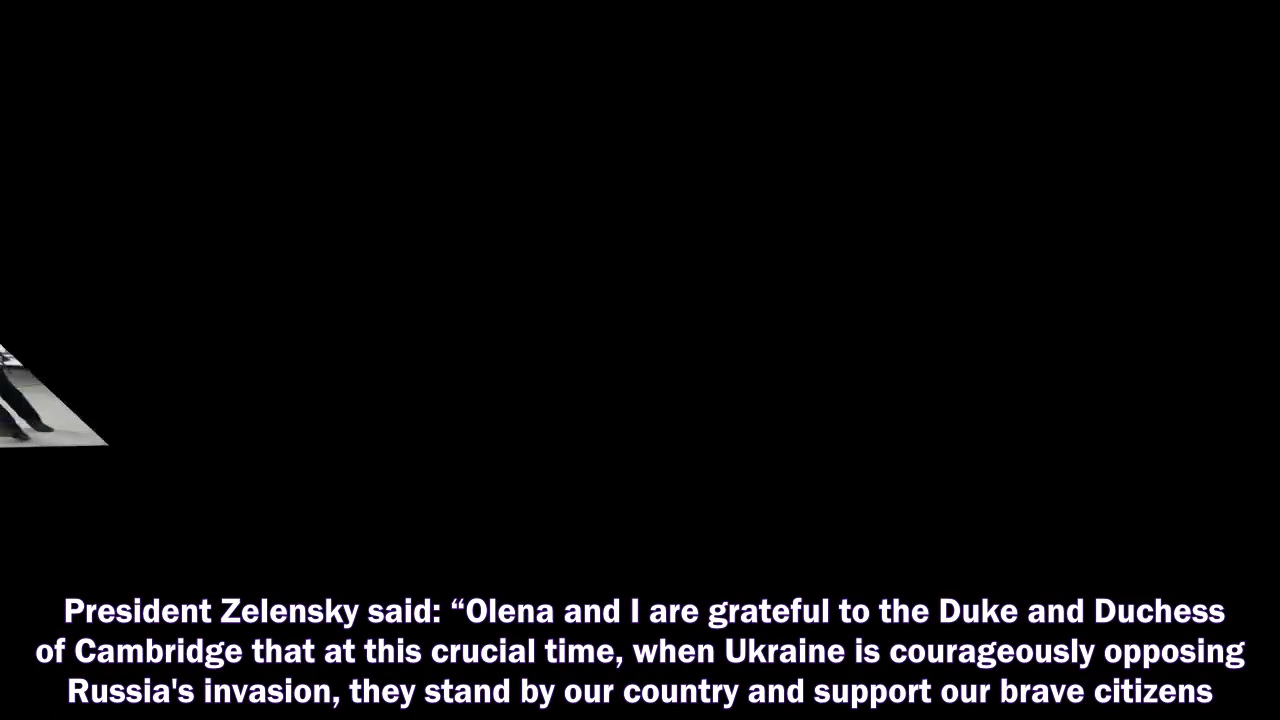 President Zelensky said: “Olena and I are grateful to the Duke and Duchess
of Cambridge that at this crucial time, when Ukraine is courageously opposing
Russia's invasion, they stand by our country and support our brave citizens